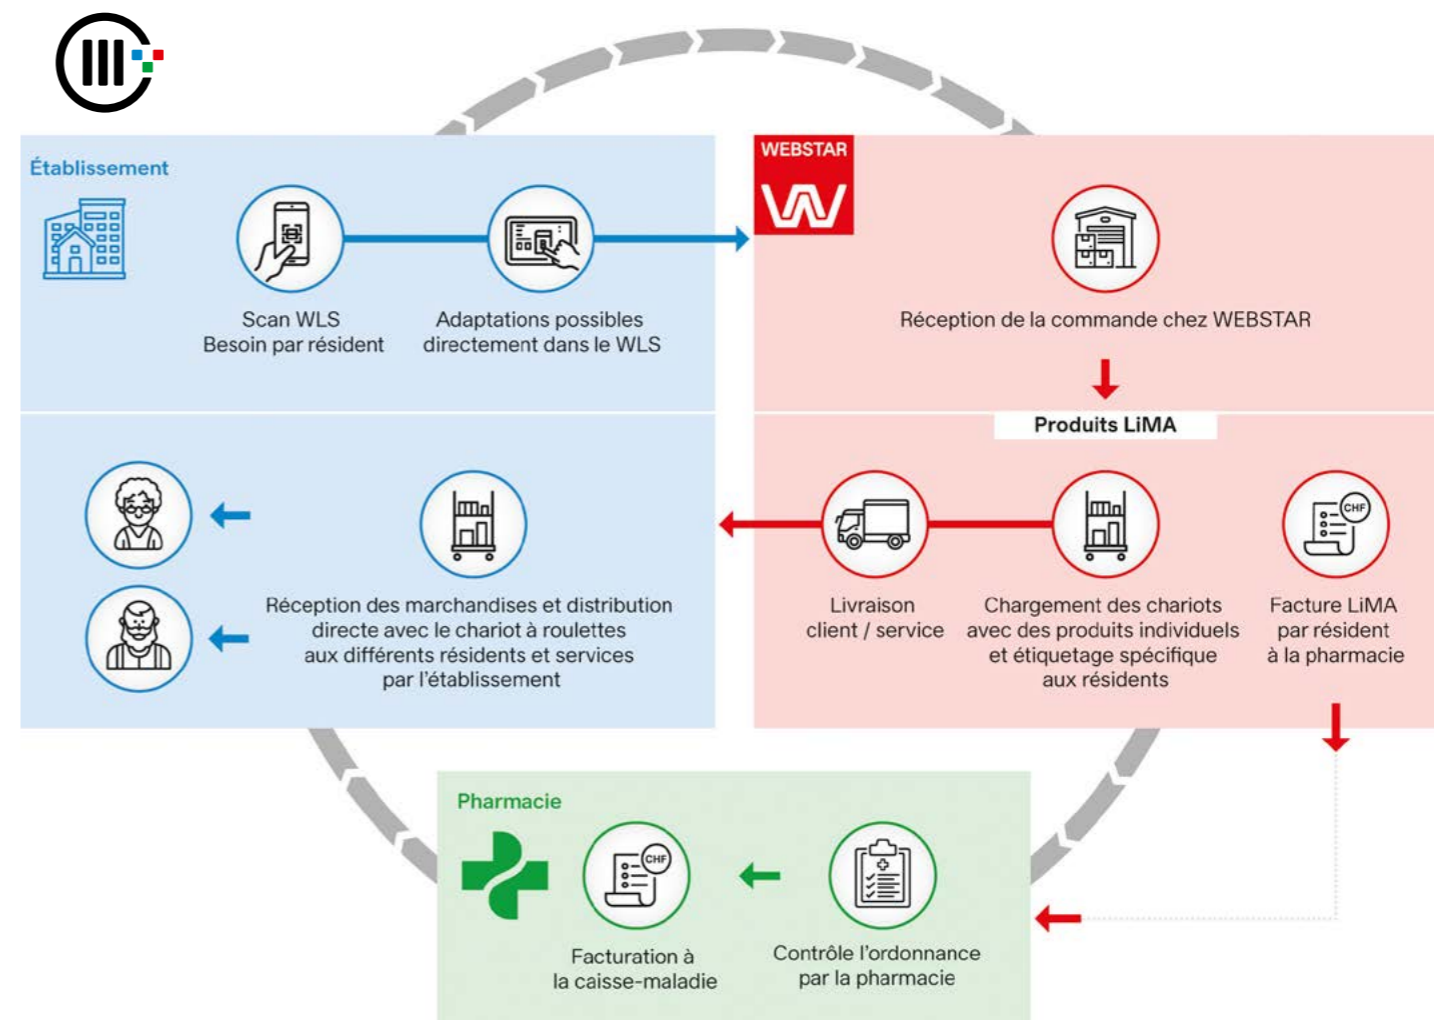 Établissement
Scan WLS
Besoin par résident
Adaptations possibles
directement dans le WLS
WEBSTAR
Réception de la commande chez WEBSTAR
Produits LiMA
Livraison
client / service
Chargement des chariots
avec des produits individuels
et étiquetage spécifique
aux résidents
CHF
Facture LiMA
par résident
à la pharmacie
Réception des marchandises et distribution
directe avec le chariot à roulettes
aux différents résidents et services
par l’établissement
Pharmacie
CHF
Facturation à
la caisse-maladie
Contrôle l’ordonnance
par la pharmacie